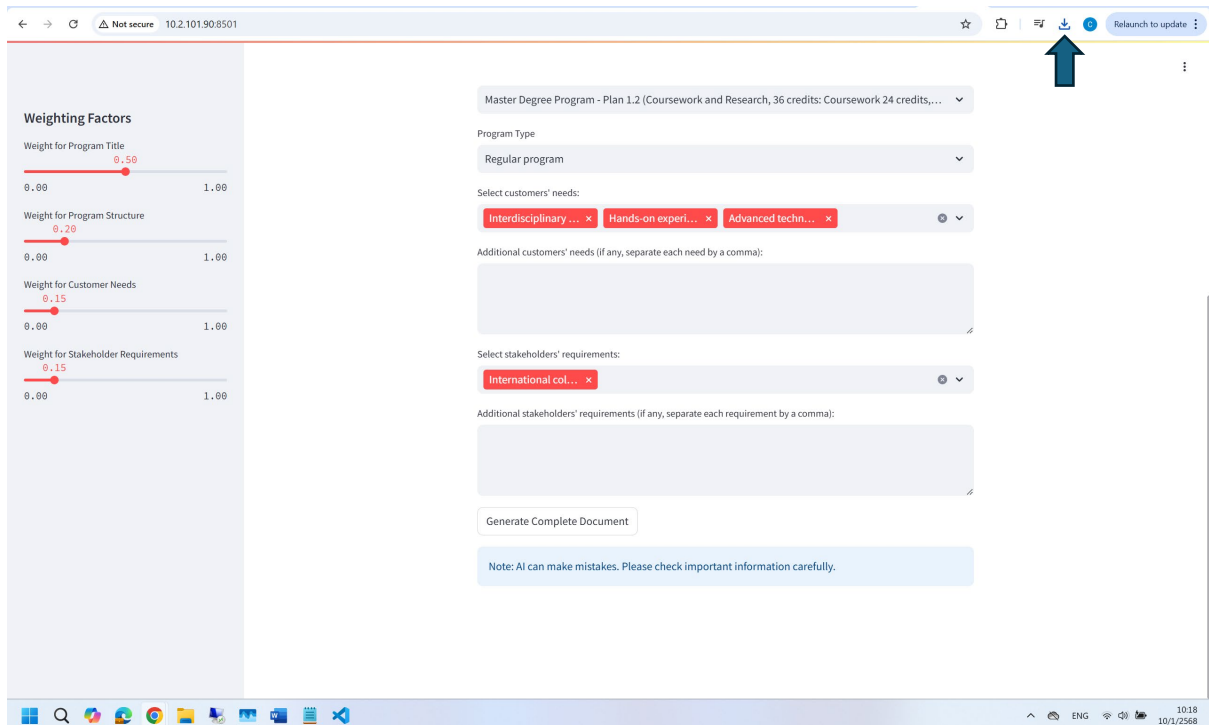 Not secure 10.2.101.90:8501
C
Relaunch to update
Weighting Factors
Weight for Program Title
0.50
0.00 1.00
Weight for Program Structure
0.20
0.00 1.00
Weight for Customer Needs
0.15
0.00 1.00
Weight for Stakeholder Requirements
0.15
0.00 1.00
Master Degree Program - Plan 1.2 (Coursework and Research, 36 credits: Coursework 24 credits,...
Program Type
Regular program
Select customers' needs:
Interdisciplinary ... × Hands-on experi... × Advanced techn... ×
Additional customers' needs (if any, separate each need by a comma):
Select stakeholders' requirements:
International col... ×
Additional stakeholders' requirements (if any, separate each requirement by a comma):
Generate Complete Document
Note: AI can make mistakes. Please check important information carefully.
ENG
10:18
10/1/2568